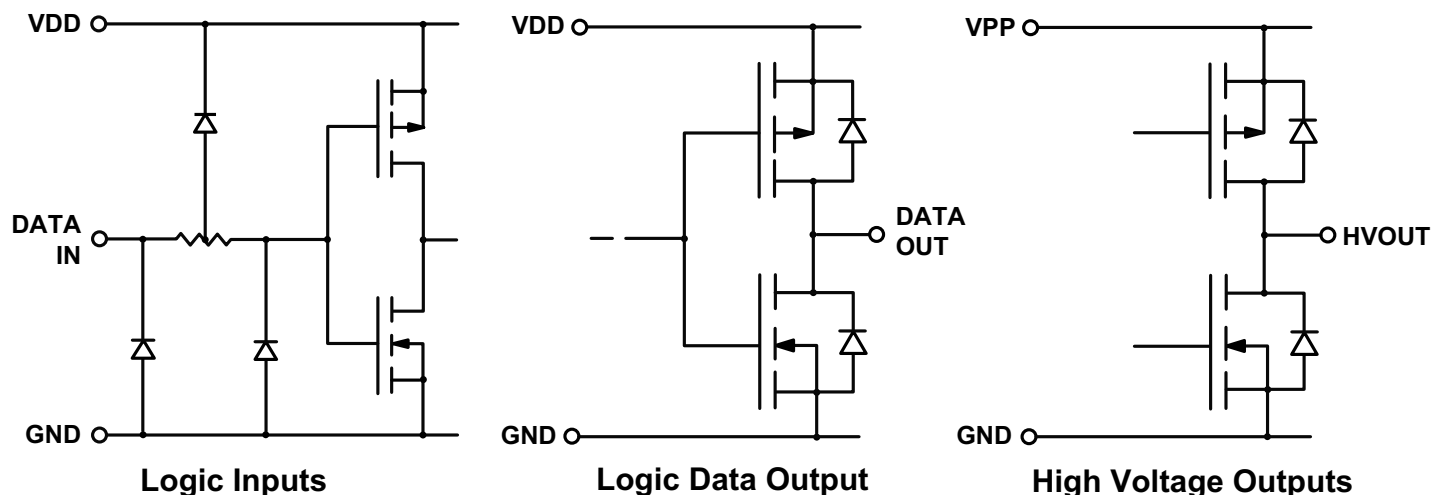 VDD
DATA
IN
GND
Logic Inputs
VDD
DATA
OUT
GND
Logic Data Output
VPP
HVOUT
GND
High Voltage Outputs